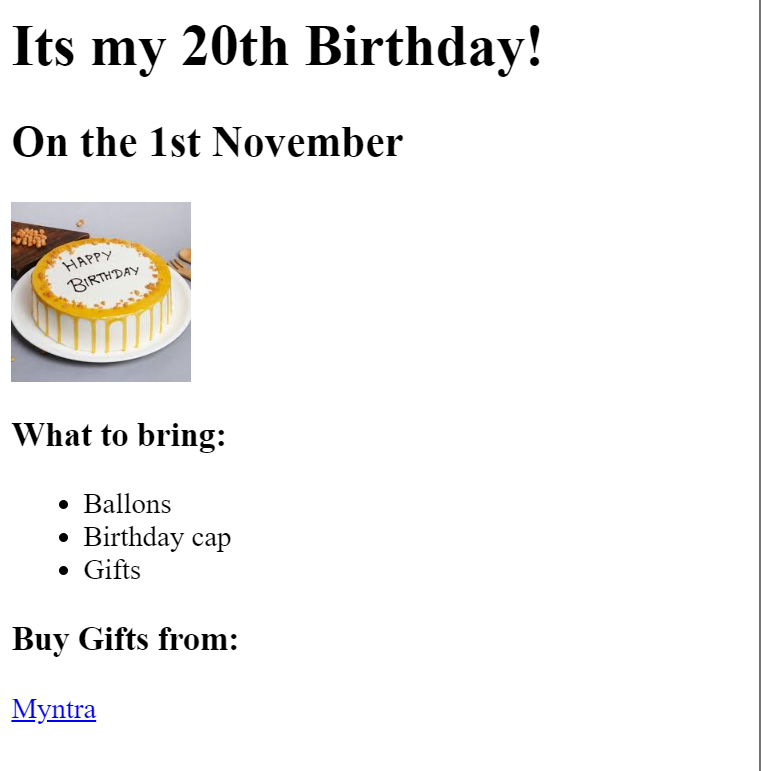 Its my 20th Birthday!
On the 1st November
HAPPY
BIRTHDAY
What to bring:
Ballons
Birthday cap
Gifts
Buy Gifts from:
Myntra